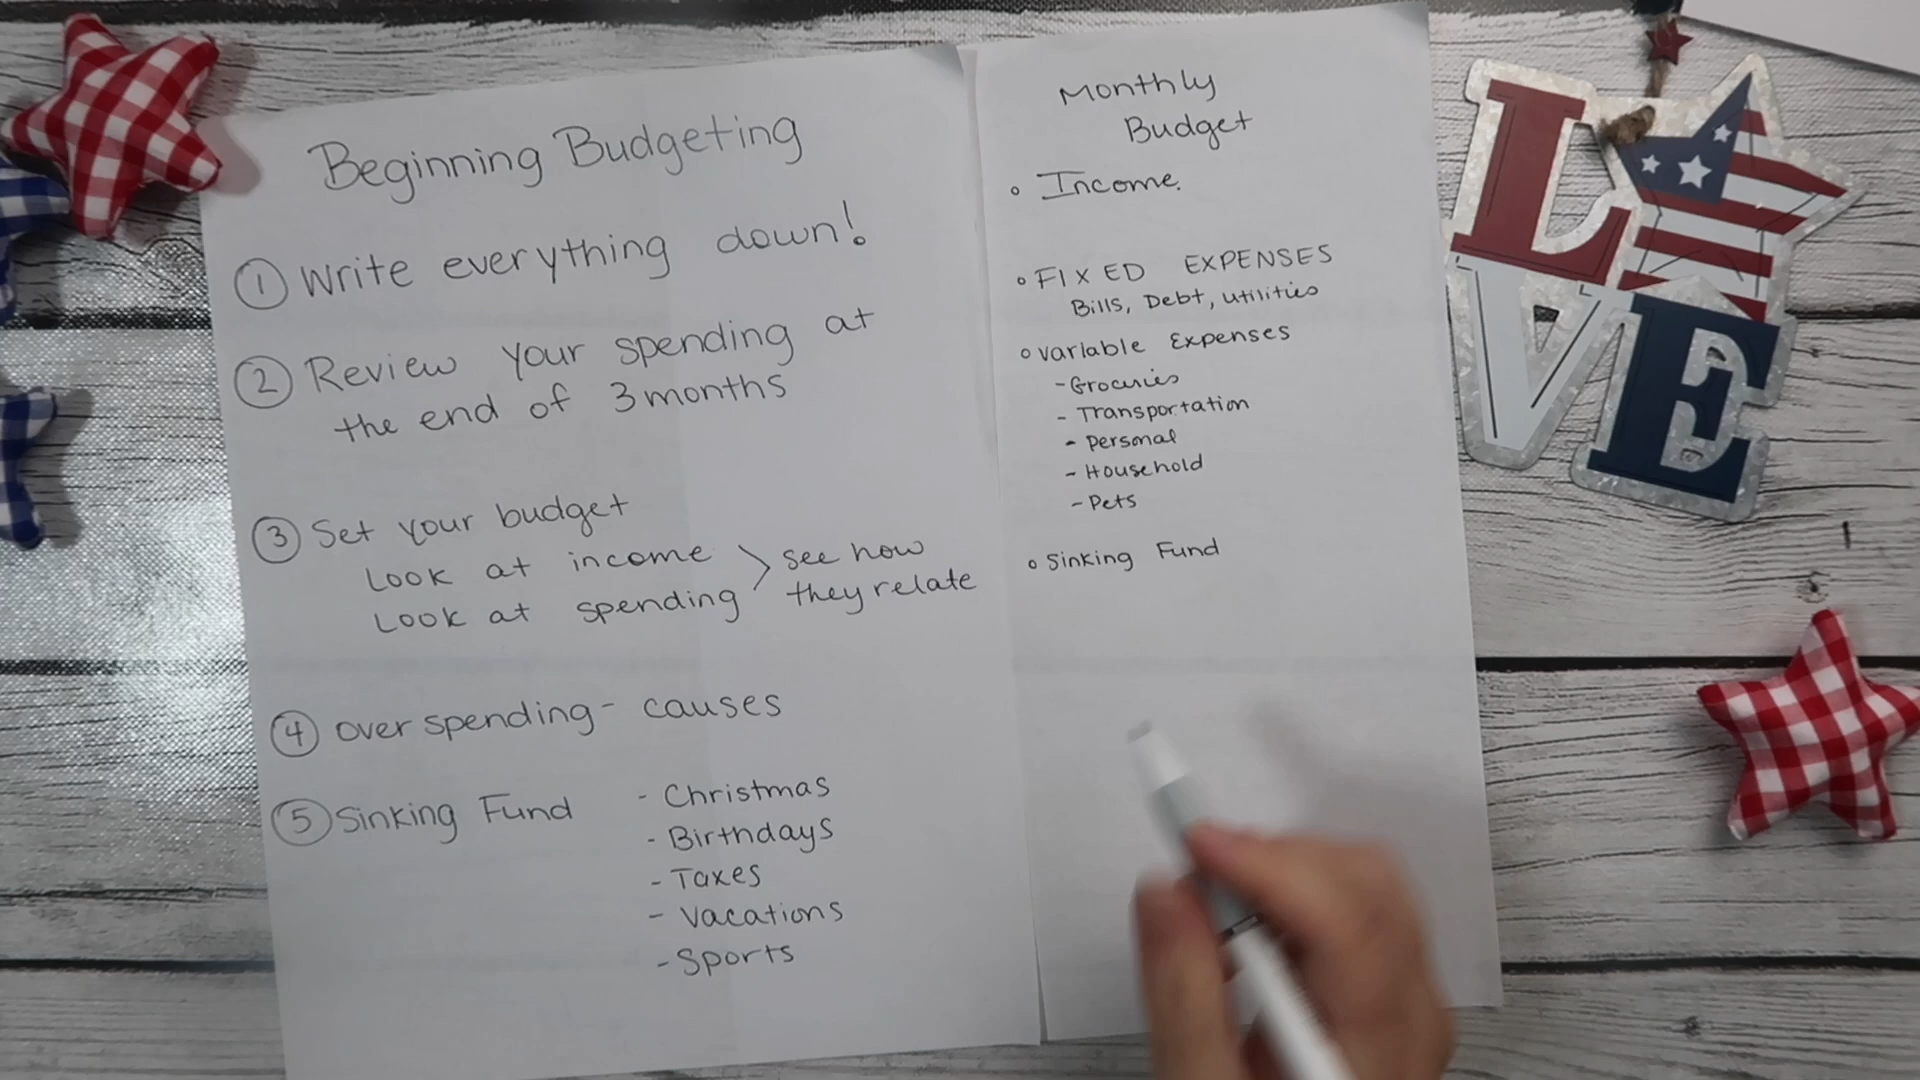 Beginning Budgeting
① Write everything down!
② Review your spending at
the end of 3 months
③ Set your budget
Look at income > see how
Look at spending they relate
④ overspending - causes
⑤ Sinking Fund - Christmas
- Birthdays
- Taxes
- Vacations
- Sports
Monthly
Budget
○ Income.
○ FIXED EXPENSES
Bills, Debt, utilities
○ variable Expenses
- Groceries
- Transportation
- personal
- Household
- Pets
○ Sinking Fund
LOVE